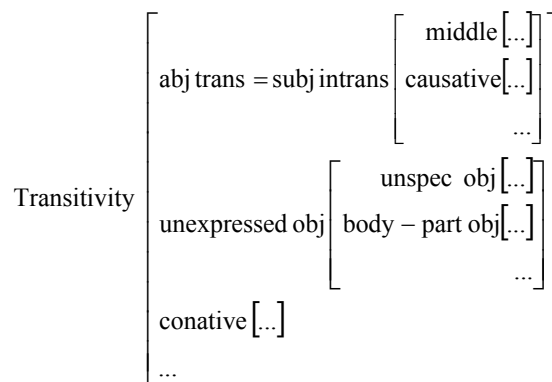 middle [...]
abj trans = subj intrans causative [...]
...
unspec obj [...]
Transitivity unexpressed obj body – part obj [...]
...
conative [...]
...